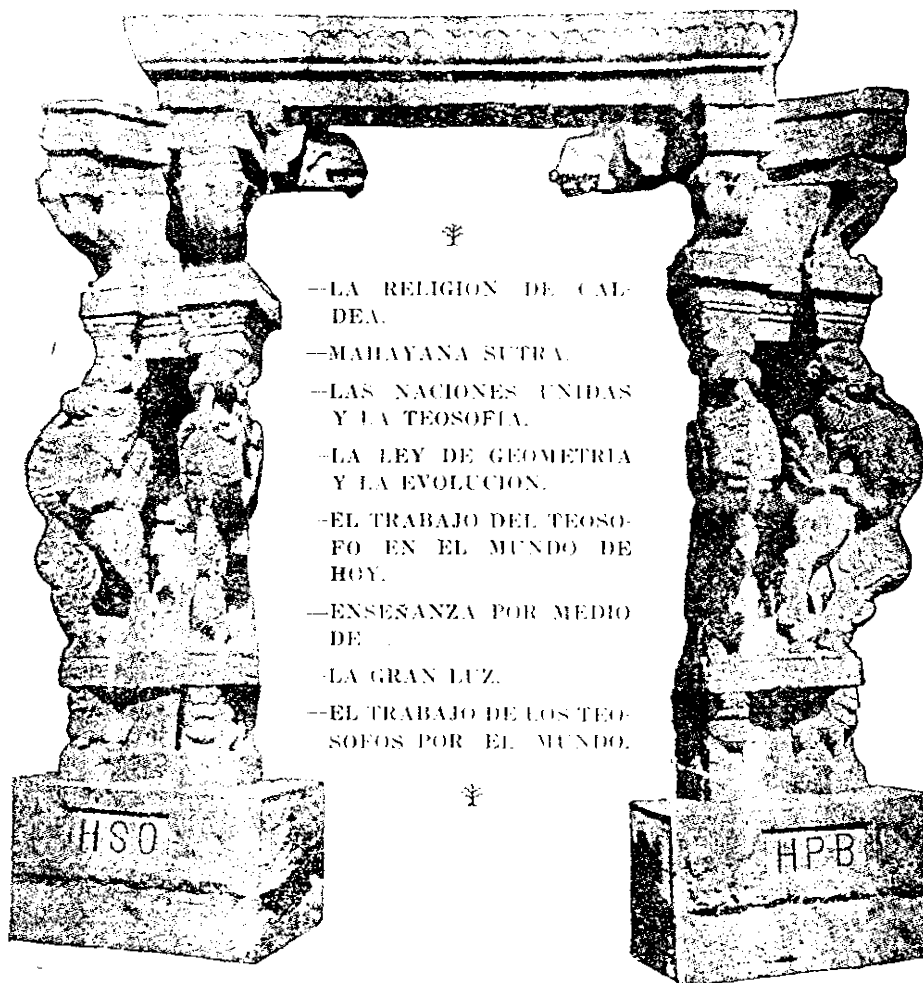 —LA RELIGION DE CAL-
DEA.
—MAHAYANA SUTRA.
—LAS NACIONES UNIDAS
Y LA TEOSOFIA.
—LA LEY DE GEOMETRIA
Y LA EVOLUCION.
-EL TRABAJO DEL TEOSO-
FO EN EL MUNDO DE
HOY.
—ENSEÑANZA POR MEDIO
DE . .
-LA GRAN LUZ.
—EL TRABAJO DE LOS TEO-
SOFOS POR EL MUNDO.
HSO
HPB